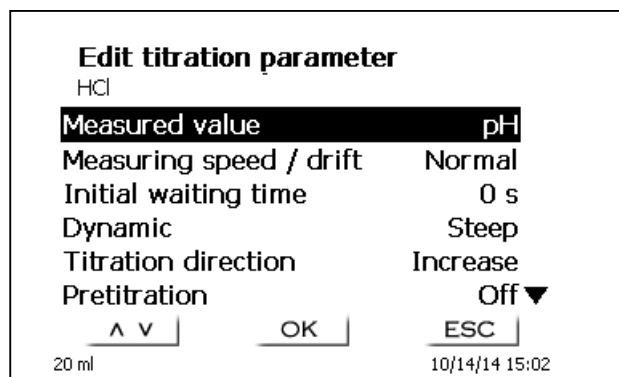 Edit titration parameter
HCl
Measured value pH
Measuring speed / drift Normal
Initial waiting time 0 s
Dynamic Steep
Titration direction Increase
Pretitration Off ▼
∧ ∨ OK ESC
20 ml 10/14/14 15:02